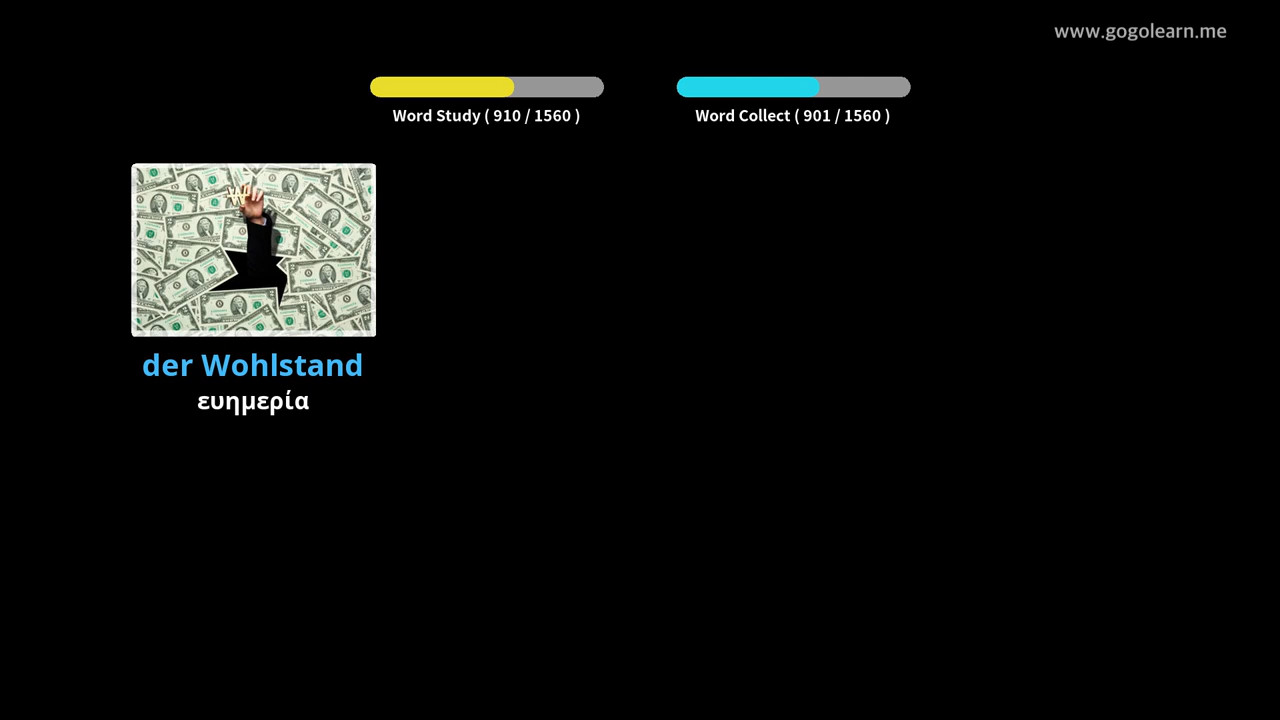 www.gogolearn.me
Word Study ( 910 / 1560 )
Word Collect ( 901 / 1560 )
der Wohlstand
ευημερία